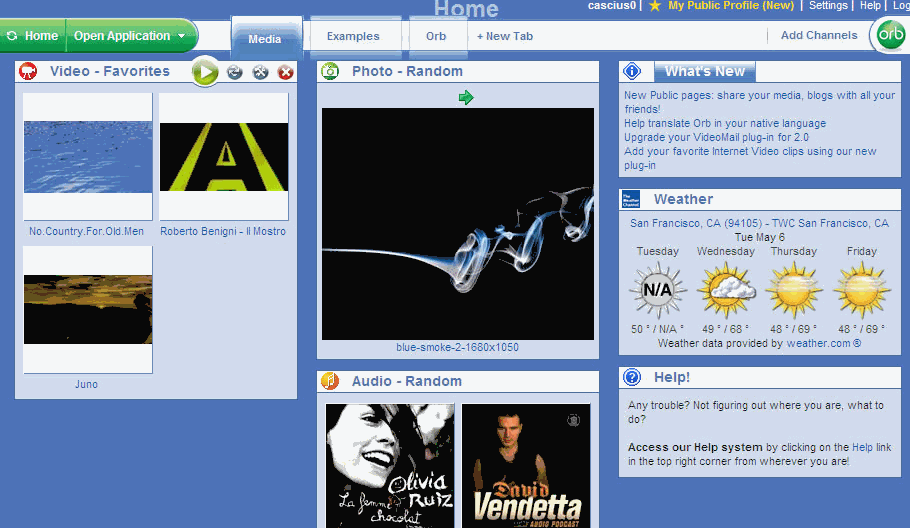 Home
cascius0 | My Public Profile (New) | Settings | Help | Log
Home
Open Application
Media
Examples
Orb
+ New Tab
Add Channels
orb
Video - Favorites
No.Country.For.Old.Men
Roberto Benigni - Il Mostro
Juno
Photo - Random
blue-smoke-2-1680x1050
Audio - Random
Olivia
Ruiz
La femme
chocolat
David
Vendetta
AUDIO PODCAST
What's New
New Public pages: share your media, blogs with all your
friends!
Help translate Orb in your native language
Upgrade your VideoMail plug-in for 2.0
Add your favorite Internet Video clips using our new
plug-in
The
Weather
Channel
Weather
San Francisco, CA (94105) - TWC San Francisco, CA
Tue May 6
Tuesday Wednesday Thursday Friday
N/A
50 ° / N/A ° 49 ° / 68 ° 48 ° / 69 ° 48 ° / 69 °
Weather data provided by weather.com ®
Help!
Any trouble? Not figuring out where you are, what to
do?
Access our Help system by clicking on the Help link
in the top right corner from wherever you are!